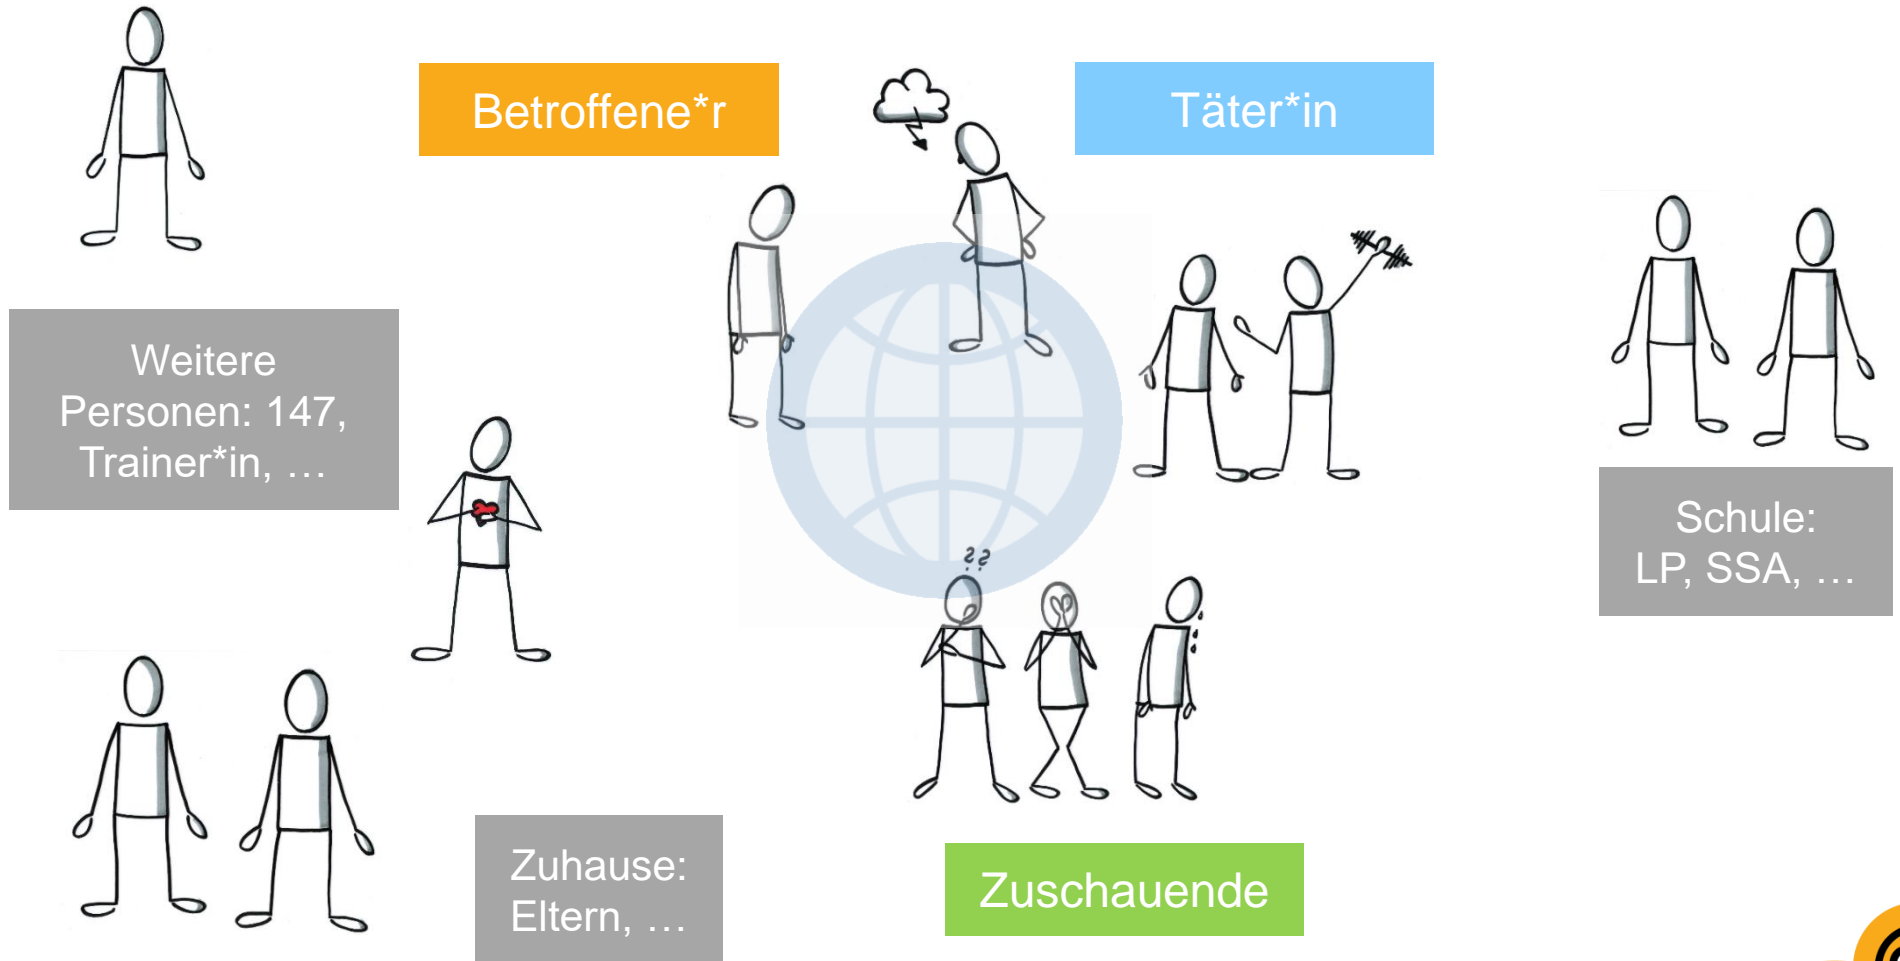 Betroffene*r
Täter*in
Weitere
Personen: 147,
Trainer*in, …
Schule:
LP, SSA, …
??
Zuhause:
Eltern, …
Zuschauende